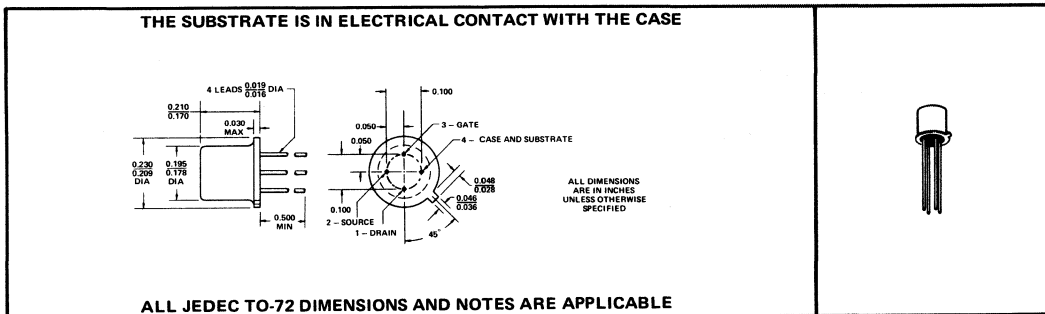 THE SUBSTRATE IS IN ELECTRICAL CONTACT WITH THE CASE
4 LEADS 0.019 DIA
0.016
0.210
0.170
0.030
MAX
0.230
0.209
DIA
0.195
0.178
DIA
0.500
MIN
0.100
0.050
0.050
3 – GATE
4 – CASE AND SUBSTRATE
0.048
0.028
0.046
0.036
0.100
2 – SOURCE
1 – DRAIN
45°
ALL DIMENSIONS
ARE IN INCHES
UNLESS OTHERWISE
SPECIFIED
ALL JEDEC TO-72 DIMENSIONS AND NOTES ARE APPLICABLE